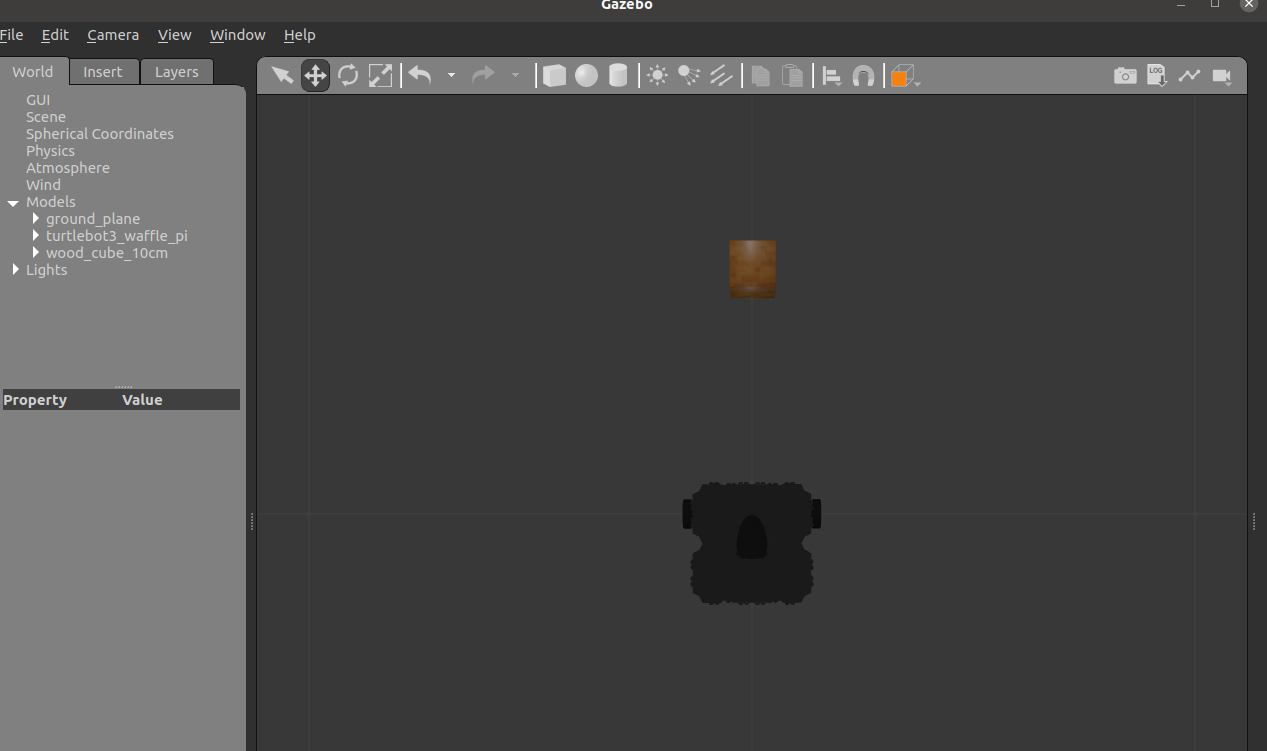 Gazebo
File Edit Camera View Window Help
World Insert Layers
LOG
GUI
Scene
Spherical Coordinates
Physics
Atmosphere
Wind
Models
ground_plane
turtlebot3_waffle_pi
wood_cube_10cm
Lights
Property Value